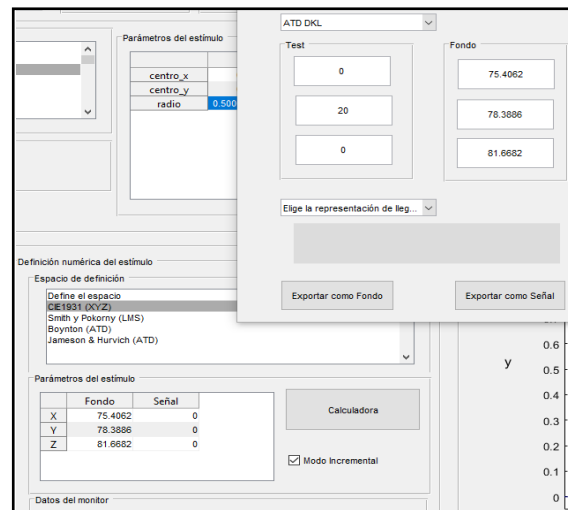 Parámetros del estímulo
centro_x
centro_y
radio 0.500
ATD DKL
Test
0
20
0
Fondo
75.4062
78.3886
81.6682
Elige la representación de lleg...
Exportar como Fondo
Exportar como Señal
Definición numérica del estímulo
Espacio de definición
Define el espacio
CIE1931 (XYZ)
Smith y Pokorny (LMS)
Boynton (ATD)
Jameson & Hurvich (ATD)
Parámetros del estímulo
Fondo Señal
X 75.4062 0
Y 78.3886 0
Z 81.6682 0
Calculadora
Modo Incremental
Datos del monitor
y
0.6
0.5
0.4
0.3
0.2
0.1
0